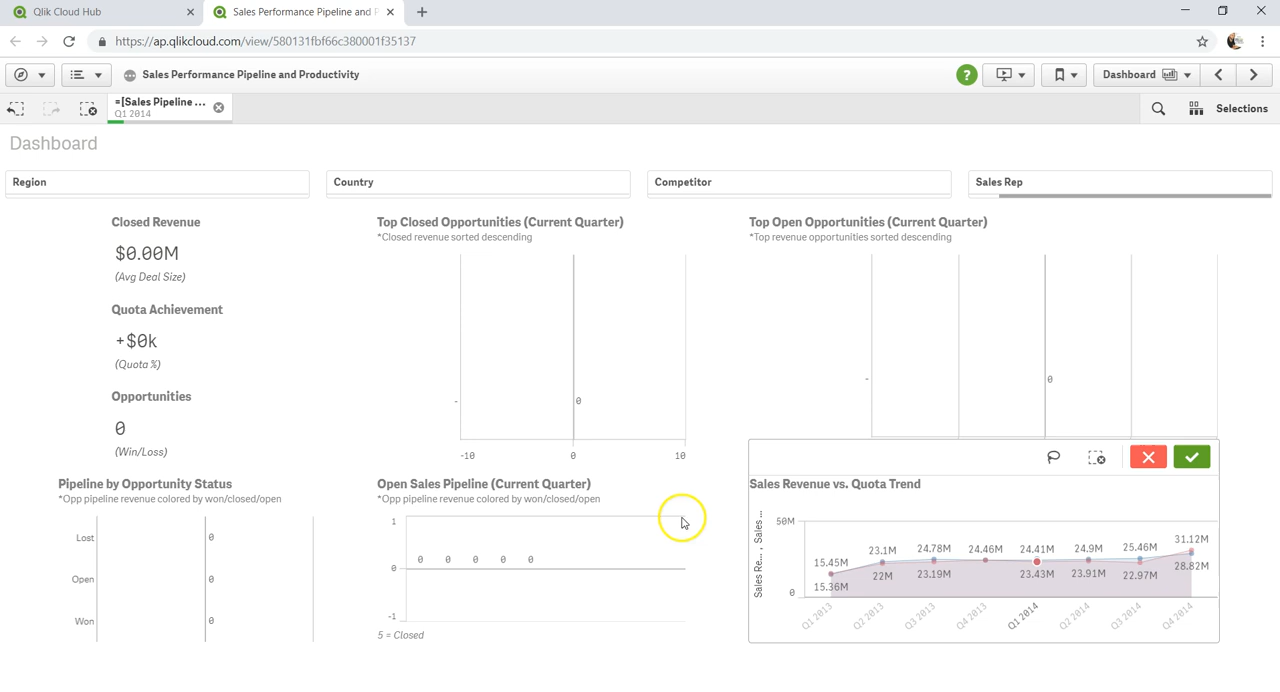 Qlik Cloud Hub
Sales Performance Pipeline and P
https://ap.qlikcloud.com/view/580131fbf66c380001f35137
Sales Performance Pipeline and Productivity
?
Dashboard
=[Sales Pipeline ...
Q1 2014
Selections
Dashboard
Region
Country
Competitor
Sales Rep
Closed Revenue
$0.00M
(Avg Deal Size)
Quota Achievement
+$0k
(Quota %)
Opportunities
0
(Win/Loss)
Top Closed Opportunities (Current Quarter)
*Closed revenue sorted descending
-
0
-10
0
10
Top Open Opportunities (Current Quarter)
*Top revenue opportunities sorted descending
-
0
Pipeline by Opportunity Status
*Opp pipeline revenue colored by won/closed/open
Lost
0
Open
0
Won
0
Open Sales Pipeline (Current Quarter)
*Opp pipeline revenue colored by won/closed/open
1
0 0 0 0 0
0
-1
5 = Closed
Sales Revenue vs. Quota Trend
Sales Re... , Sales ...
50M
0
15.45M 23.1M 24.78M 24.46M 24.41M 24.9M 25.46M 31.12M
15.36M 22M 23.19M 23.43M 23.91M 22.97M 28.82M
Q1 2013 Q2 2013 Q3 2013 Q4 2013 Q1 2014 Q2 2014 Q3 2014 Q4 2014